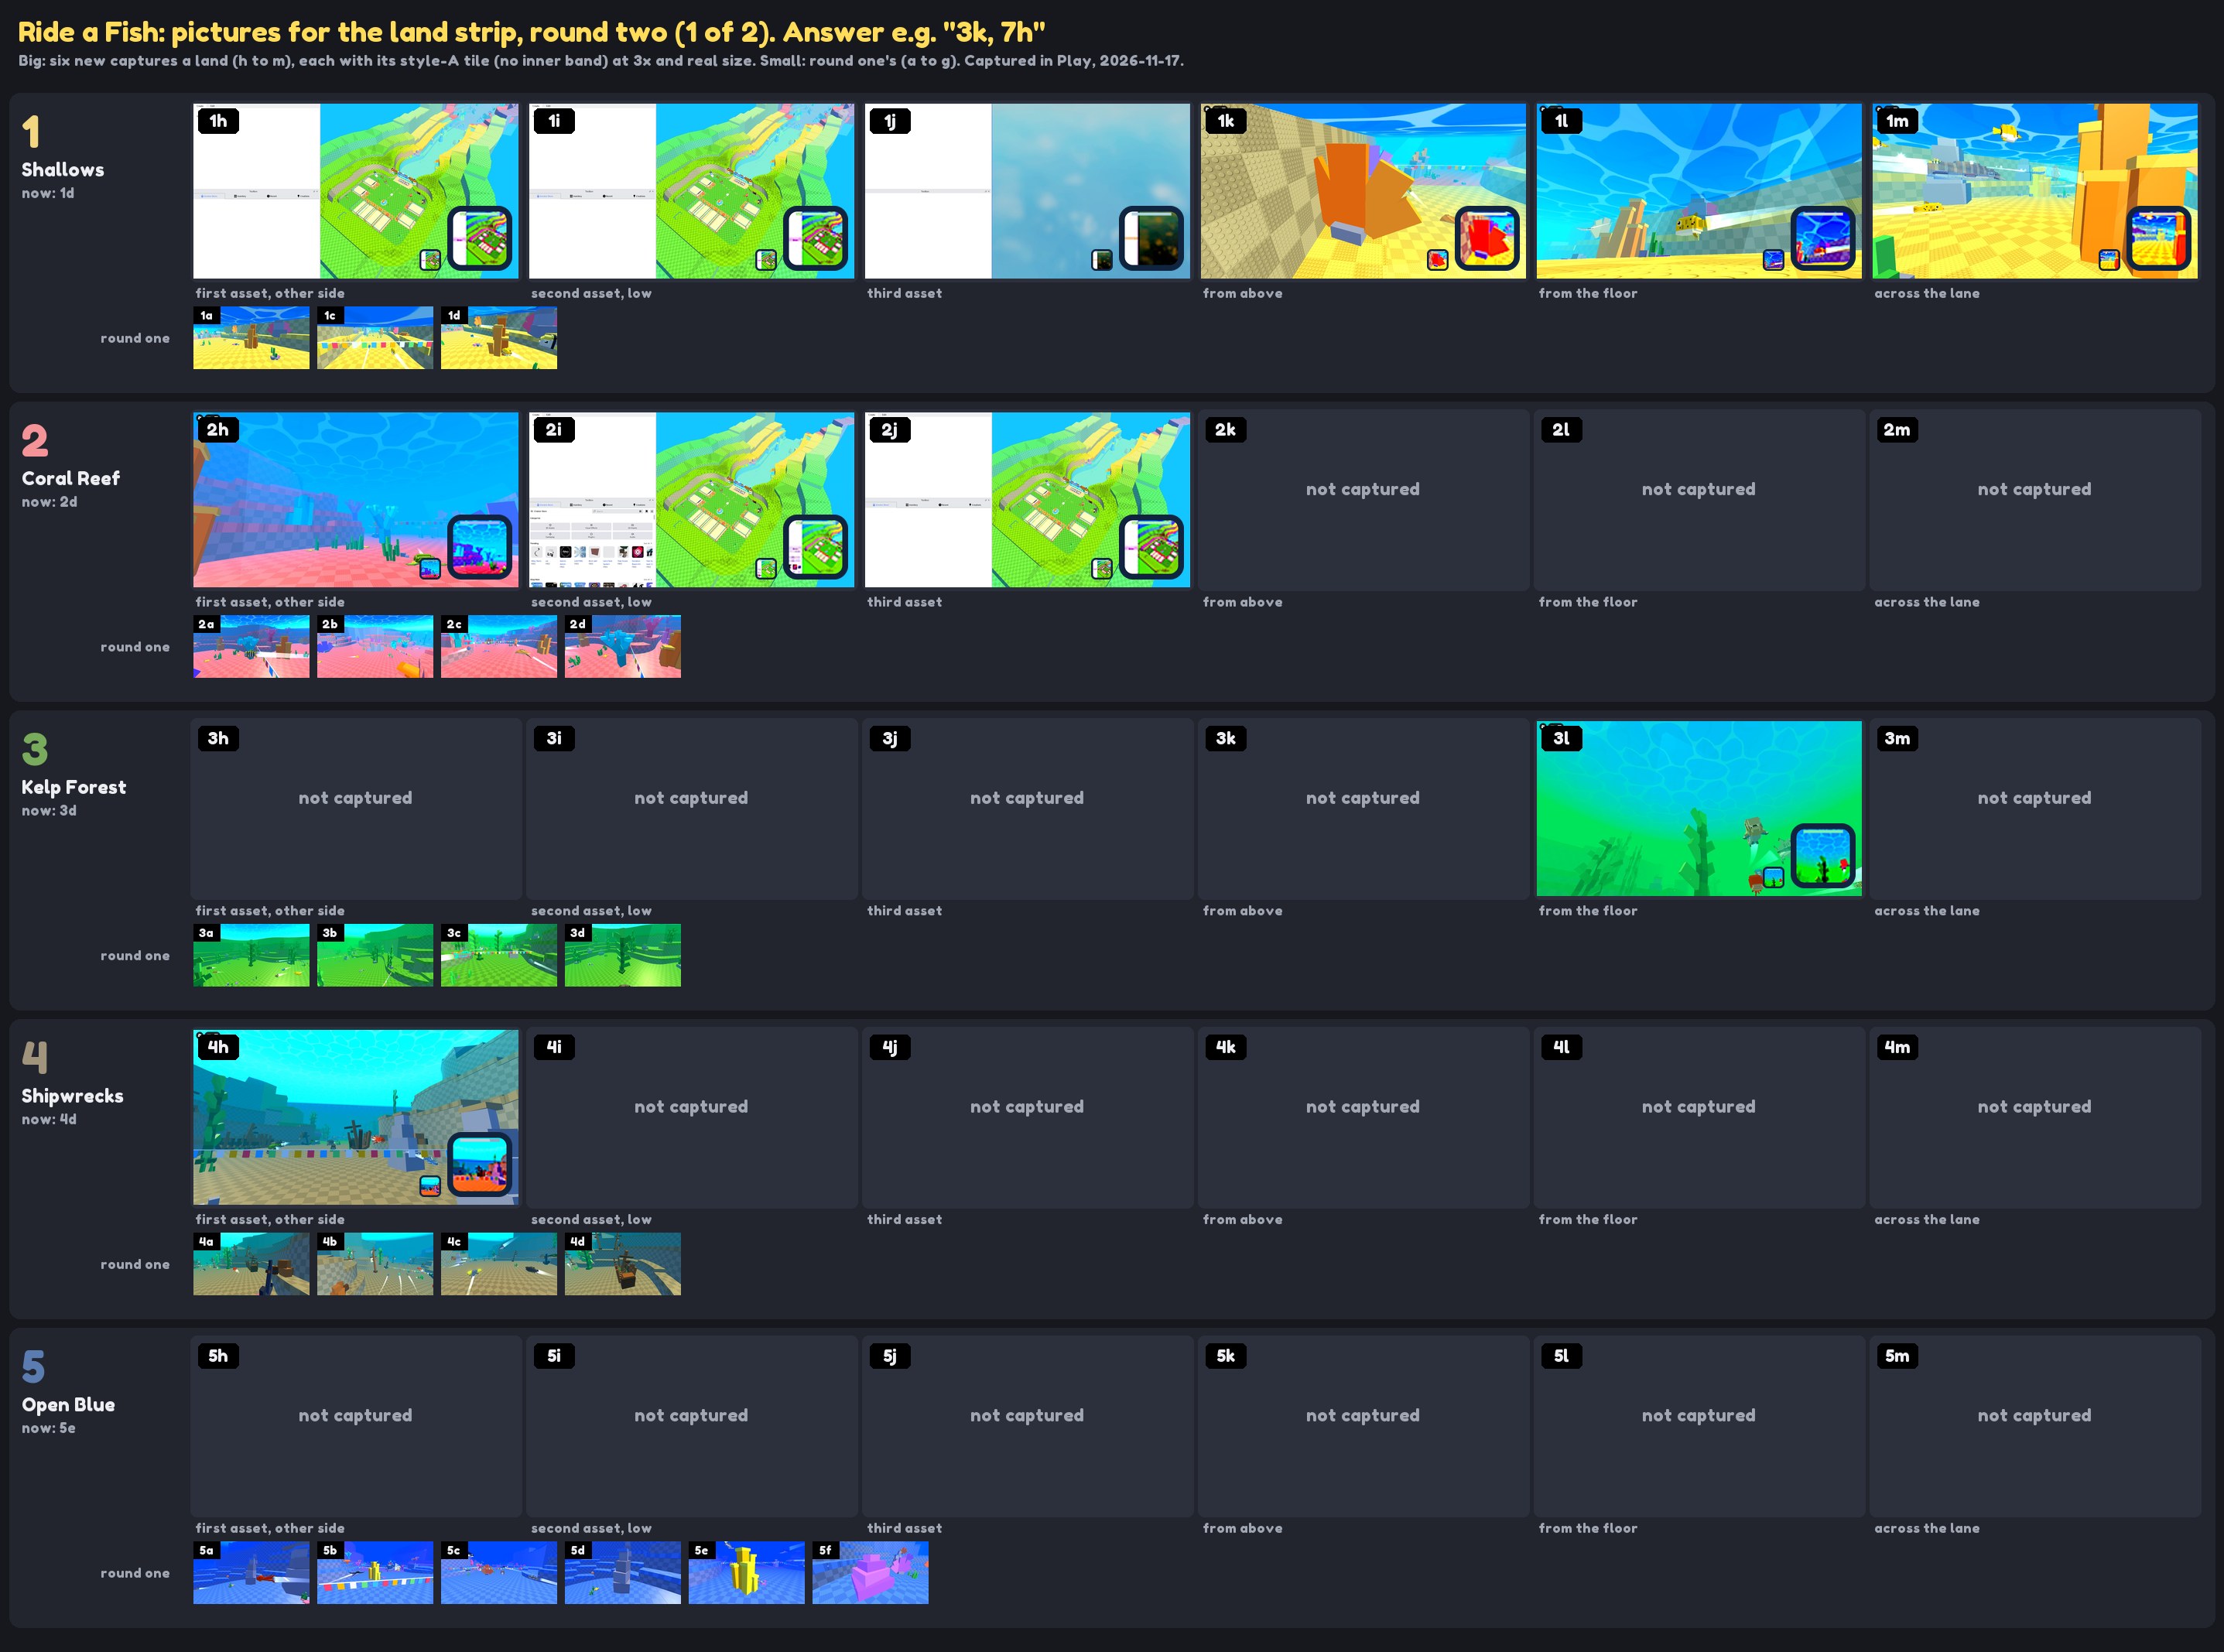 Ride a Fish: pictures for the land strip, round two (1 of 2). Answer e.g. "3k, 7h"
Big: six new captures a land (h to m), each with its style-A tile (no inner band) at 3x and real size. Small: round one's (a to g). Captured in Play, 2026-11-17.
1
Shallows
now: 1d
1h
1i
1j
1k
1l
1m
first asset, other side
second asset, low
third asset
from above
from the floor
across the lane
round one
1a
1c
1d
2
Coral Reef
now: 2d
2h
2i
2j
2k
not captured
2l
not captured
2m
not captured
first asset, other side
second asset, low
third asset
from above
from the floor
across the lane
round one
2a
2b
2c
2d
3
Kelp Forest
now: 3d
3h
not captured
3i
not captured
3j
not captured
3k
not captured
3l
3m
not captured
first asset, other side
second asset, low
third asset
from above
from the floor
across the lane
round one
3a
3b
3c
3d
4
Shipwrecks
now: 4d
4h
4i
not captured
4j
not captured
4k
not captured
4l
not captured
4m
not captured
first asset, other side
second asset, low
third asset
from above
from the floor
across the lane
round one
4a
4b
4c
4d
5
Open Blue
now: 5e
5h
not captured
5i
not captured
5j
not captured
5k
not captured
5l
not captured
5m
not captured
first asset, other side
second asset, low
third asset
from above
from the floor
across the lane
round one
5a
5b
5c
5d
5e
5f